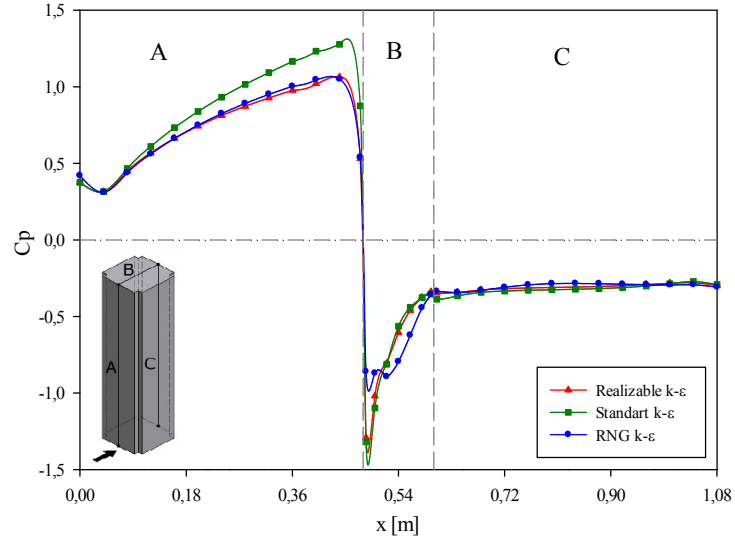 1,5
1,0
0,5
0,0
-0,5
-1,0
-1,5
Cp
A
B
C
B
A
C
Realizable k-ε
Standart k-ε
RNG k-ε
0,00
0,18
0,36
0,54
0,72
0,90
1,08
x [m]